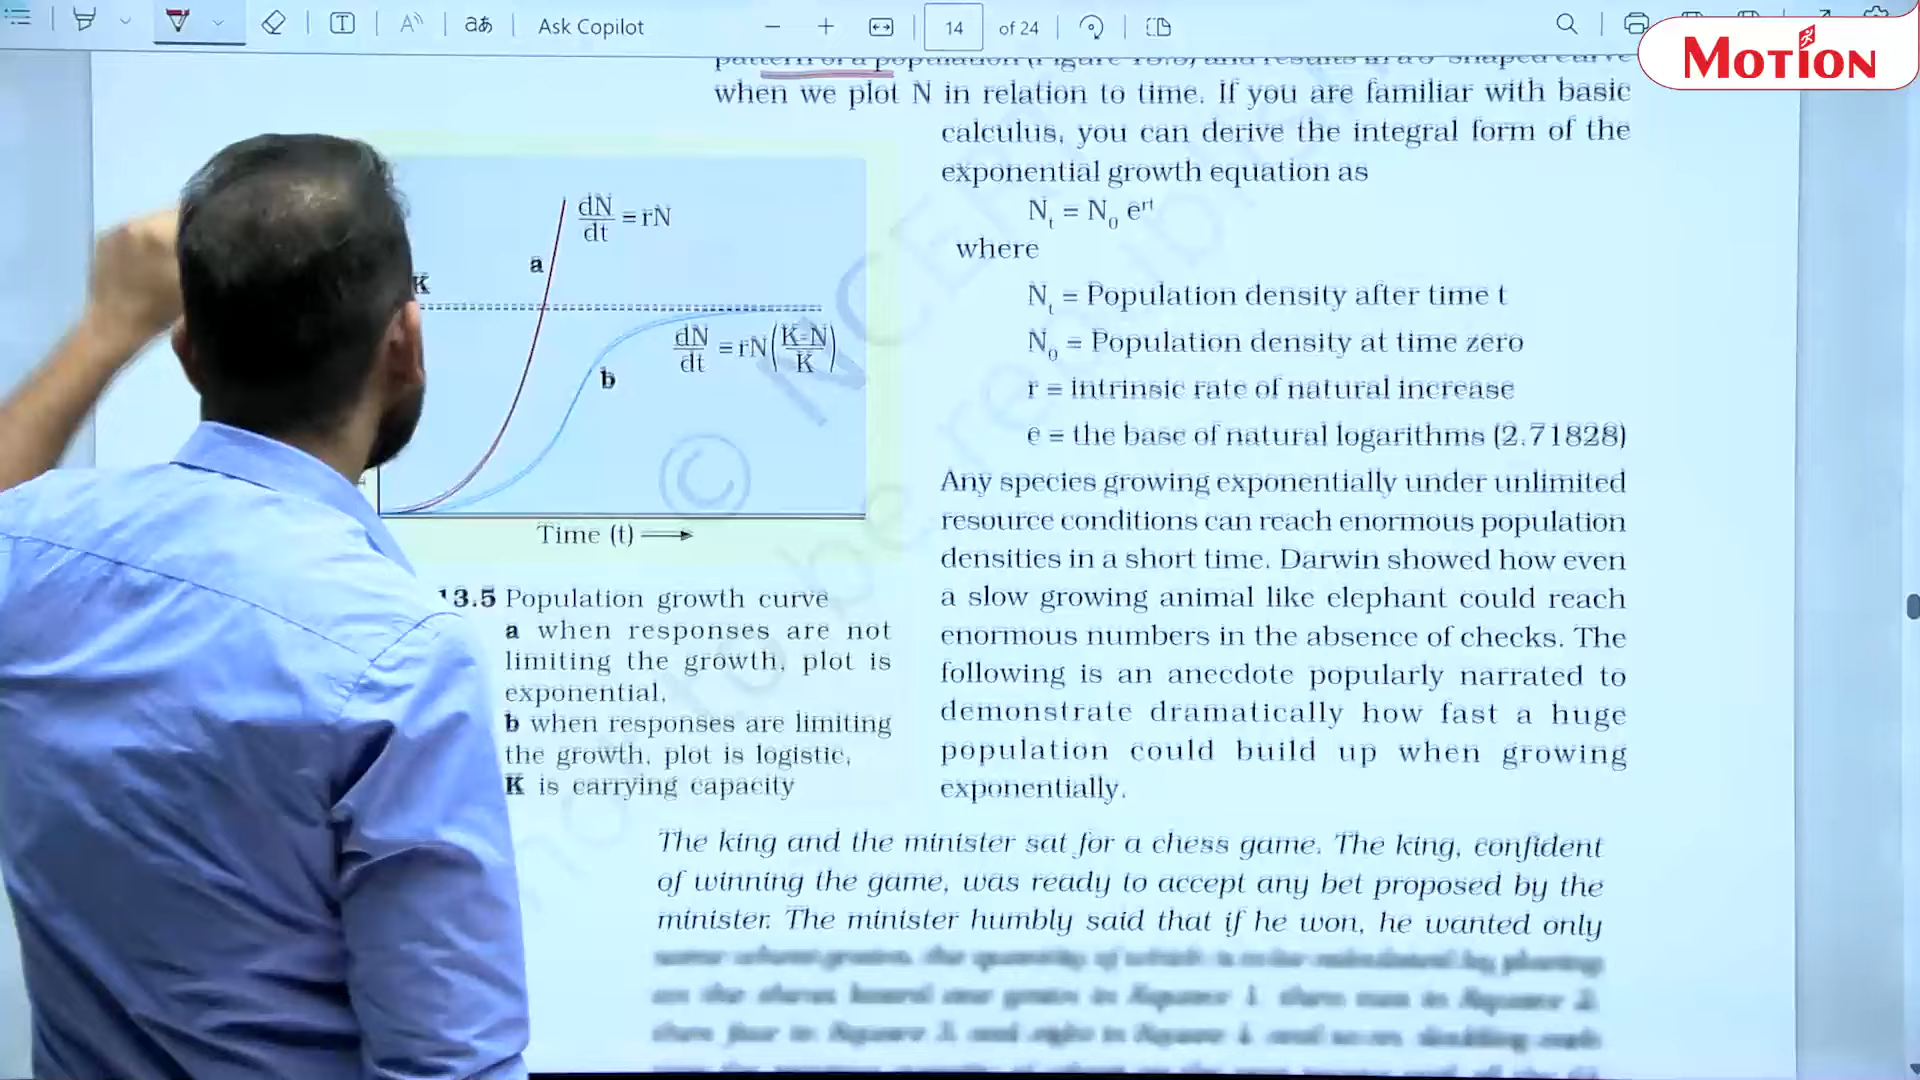 Ask Copilot
14 of 24
MOTION
pattern of a population
when we plot N in relation to time. If you are familiar with basic
calculus, you can derive the integral form of the
exponential growth equation as
Nt = N0 e^rt
where
Nt = Population density after time t
N0 = Population density at time zero
r = intrinsic rate of natural increase
e = the base of natural logarithms (2.71828)
Any species growing exponentially under unlimited
resource conditions can reach enormous population
densities in a short time. Darwin showed how even
a slow growing animal like elephant could reach
enormous numbers in the absence of checks. The
following is an anecdote popularly narrated to
demonstrate dramatically how fast a huge
population could build up when growing
exponentially.
dN/dt = rN
a
K
dN/dt = rN(K-N/K)
b
Time (t)
13.5 Population growth curve
a when responses are not
limiting the growth, plot is
exponential,
b when responses are limiting
the growth, plot is logistic,
K is carrying capacity
The king and the minister sat for a chess game. The king, confident
of winning the game, was ready to accept any bet proposed by the
minister. The minister humbly said that if he won, he wanted only